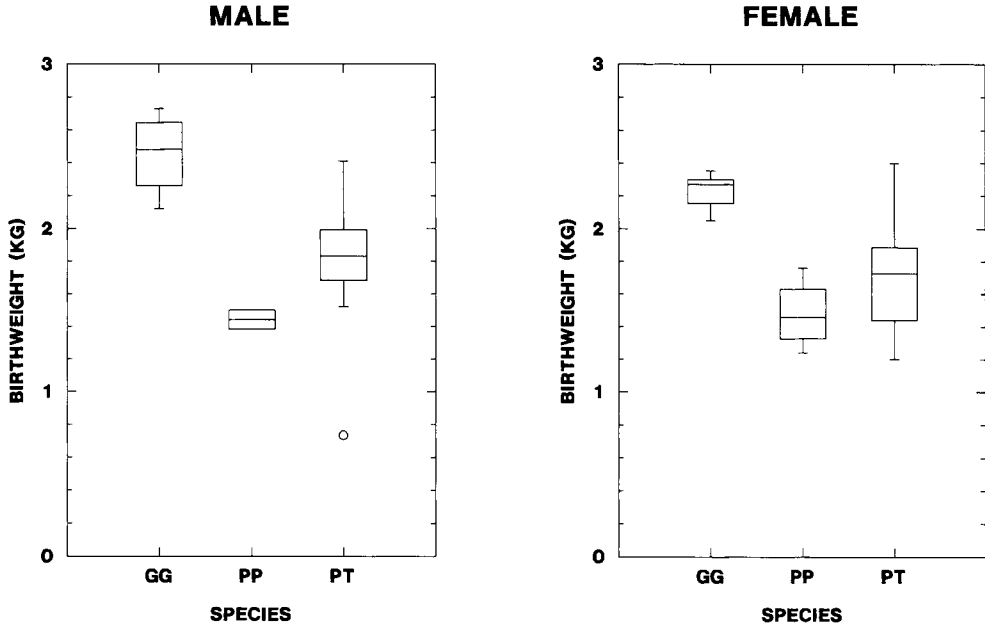 MALE
BIRTHWEIGHT (KG)
3
2
1
0
GG PP PT
SPECIES
FEMALE
BIRTHWEIGHT (KG)
3
2
1
0
GG PP PT
SPECIES